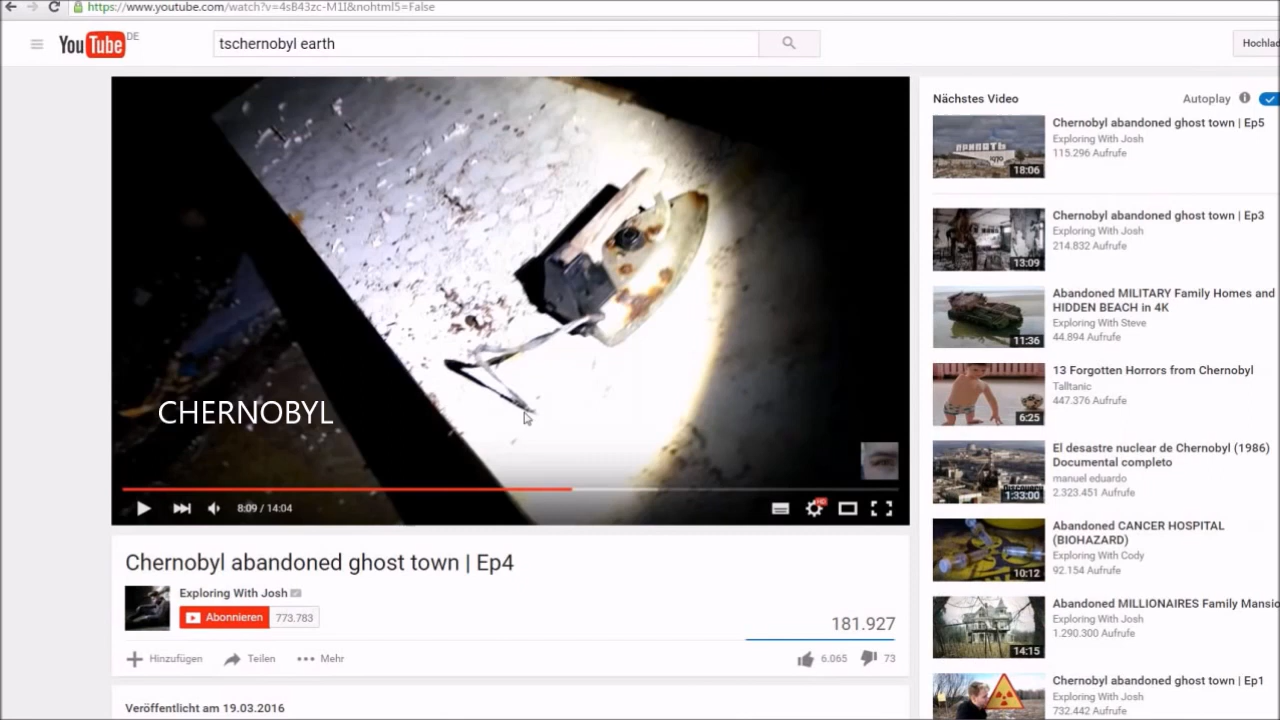 https://www.youtube.com/watch?v=4sB43zc-M1I&nohtml5=False
YouTube DE
tschernobyl earth
CHERNOBYL
8:09 / 14:04
HD
Chernobyl abandoned ghost town | Ep4
Exploring With Josh
Abonnieren 773.783
181.927
Hinzufügen Teilen Mehr 6.065 73
Veröffentlicht am 19.03.2016
Nächstes Video Autoplay
Chernobyl abandoned ghost town | Ep5
Exploring With Josh
115.296 Aufrufe
ПРИПЯТЬ
1970
18:06
Chernobyl abandoned ghost town | Ep3
Exploring With Josh
214.832 Aufrufe
13:09
Abandoned MILITARY Family Homes and
HIDDEN BEACH in 4K
Exploring With Steve
44.894 Aufrufe
11:36
13 Forgotten Horrors from Chernobyl
Talltanic
447.376 Aufrufe
6:25
El desastre nuclear de Chernobyl (1986)
Documental completo
manuel eduardo
2.323.451 Aufrufe
1:33:00
Abandoned CANCER HOSPITAL
(BIOHAZARD)
Exploring With Cody
92.154 Aufrufe
10:12
Abandoned MILLIONAIRES Family Mansio
Exploring With Josh
1.290.300 Aufrufe
14:15
Chernobyl abandoned ghost town | Ep1
Exploring With Josh
732.442 Aufrufe